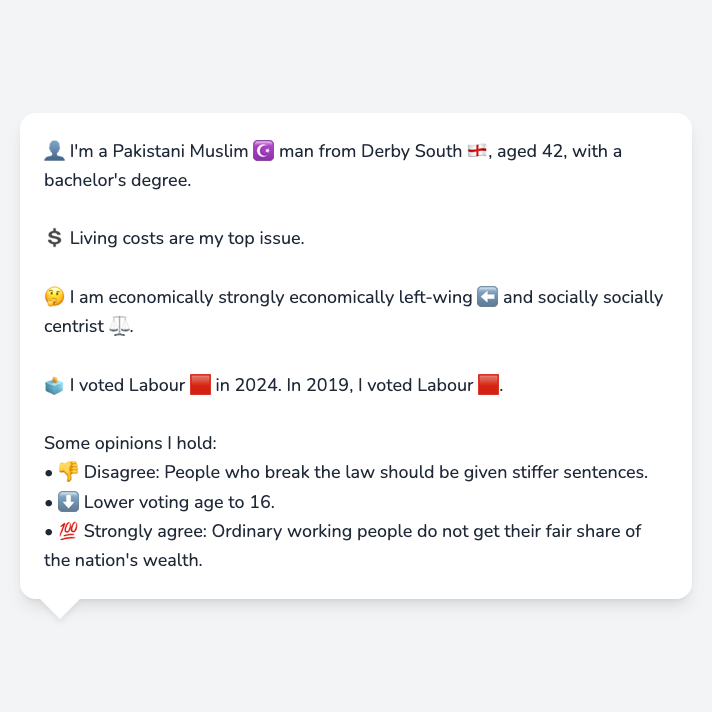 👤 I'm a Pakistani Muslim ☪️ man from Derby South 🏴󠁧󠁢󠁥󠁮󠁧󠁿, aged 42, with a
bachelor's degree.
💲 Living costs are my top issue.
🤔 I am economically strongly economically left-wing ⬅️ and socially socially
centrist ⚖️.
🗳️ I voted Labour 🟥 in 2024. In 2019, I voted Labour 🟥.
Some opinions I hold:
• 👎 Disagree: People who break the law should be given stiffer sentences.
• ⬇️ Lower voting age to 16.
• 💯 Strongly agree: Ordinary working people do not get their fair share of
the nation's wealth.